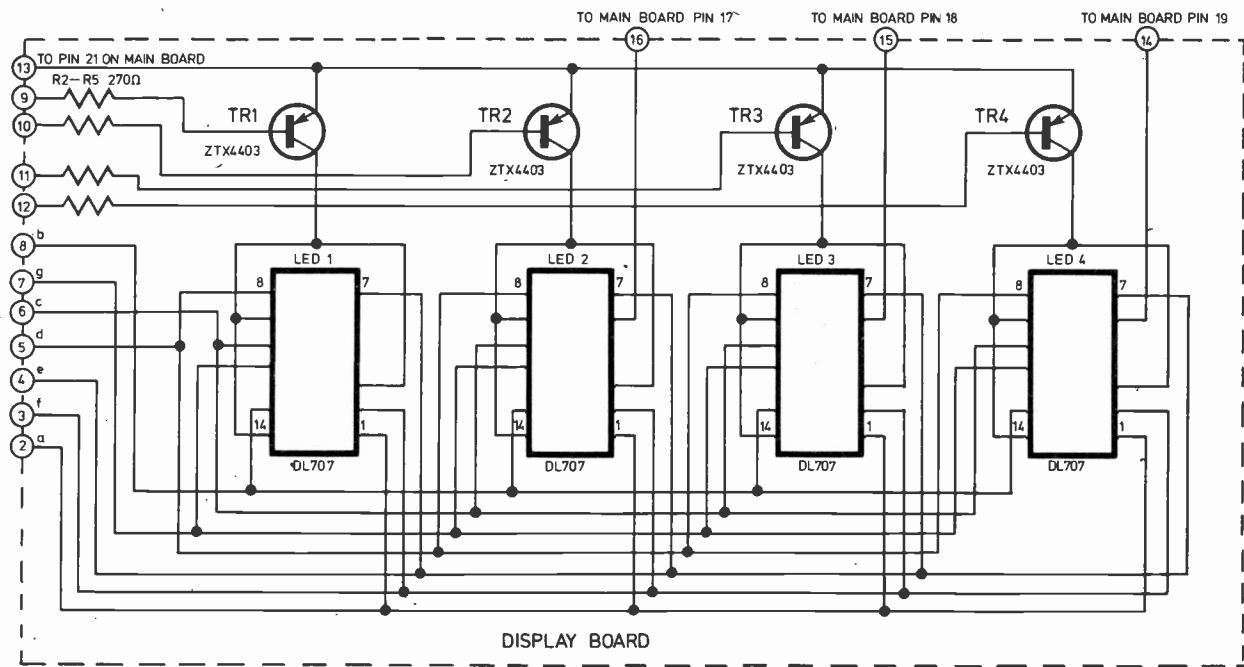 TO MAIN BOARD PIN 17
TO MAIN BOARD PIN 18
TO MAIN BOARD PIN 19
16
15
14
13 TO PIN 21 ON MAIN BOARD
R2–R5 270Ω
9
10
11
12
TR1
ZTX4403
TR2
ZTX4403
TR3
ZTX4403
TR4
ZTX4403
8 b
7 g
6 c
5 d
4 e
3 f
2 a
LED 1
8 7
14 1
DL707
LED 2
8 7
14 1
DL707
LED 3
8 7
14 1
DL707
LED 4
8 7
14 1
DL707
DISPLAY BOARD